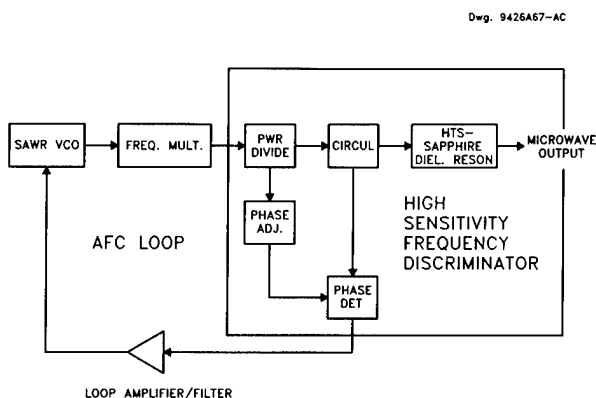 Dwg. 9426A67-AC
SAWR VCO
FREQ. MULT.
PWR
DIVIDE
CIRCUL
HTS-
SAPPHIRE
DIEL. RESON
MICROWAVE
OUTPUT
PHASE
ADJ.
HIGH
SENSITIVITY
FREQUENCY
DISCRIMINATOR
AFC LOOP
PHASE
DET
LOOP AMPLIFIER/FILTER